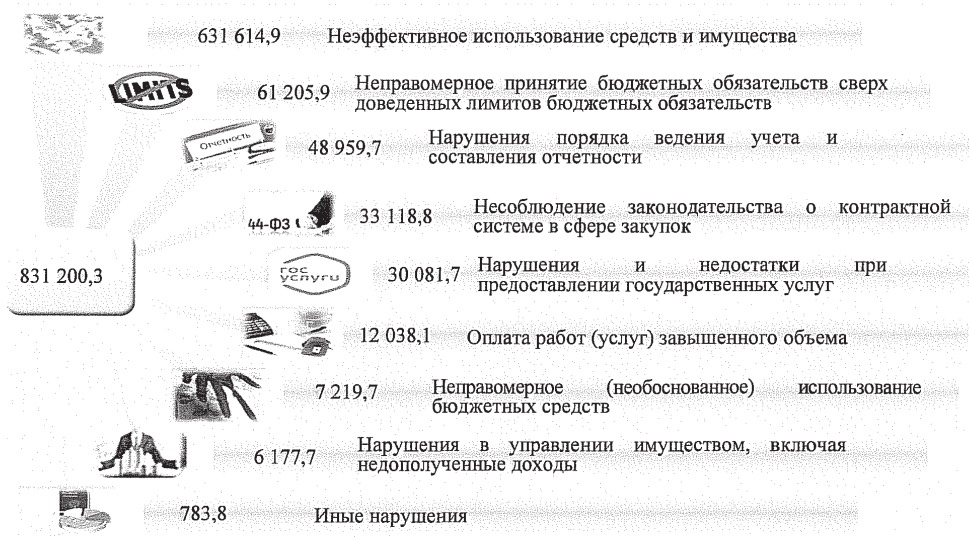 631 614,9 Неэффективное использование средств и имущества
LIMITS
61 205,9 Неправомерное принятие бюджетных обязательств сверх
доведенных лимитов бюджетных обязательств
Отчетность
48 959,7 Нарушения порядка ведения учета и
составления отчетности
44-ФЗ
33 118,8 Несоблюдение законодательства о контрактной
системе в сфере закупок
831 200,3
гос
услуги
30 081,7 Нарушения и недостатки при
предоставлении государственных услуг
12 038,1 Оплата работ (услуг) завышенного объема
7 219,7 Неправомерное (необоснованное) использование
бюджетных средств
6 177,7 Нарушения в управлении имуществом, включая
недополученные доходы
783,8 Иные нарушения